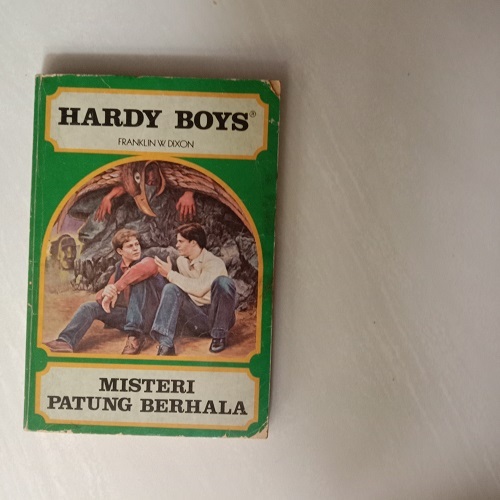 HARDY BOYS®
FRANKLIN W. DIXON
MISTERI
PATUNG BERHALA